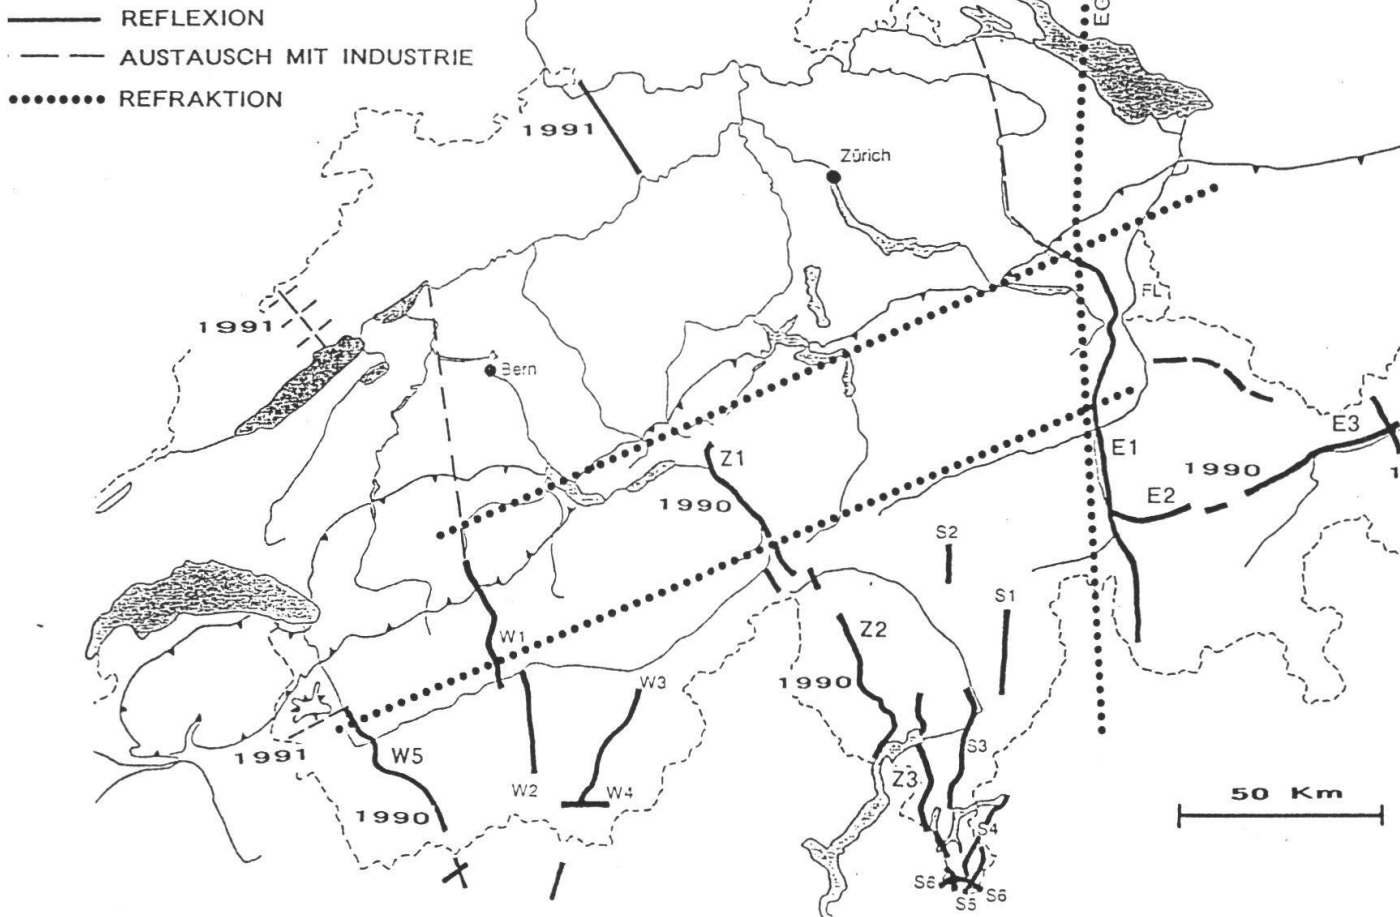 REFLEXION
AUSTAUSCH MIT INDUSTRIE
REFRAKTION
EG
1991
Zürich
FL
1991
Bern
E3
Z1
E1
1990
E2
1990
S2
S1
Z2
W1
1990
W3
S3
1991
W5
Z3
W2
W4
50 Km
1990
S4
S6
S6
S5